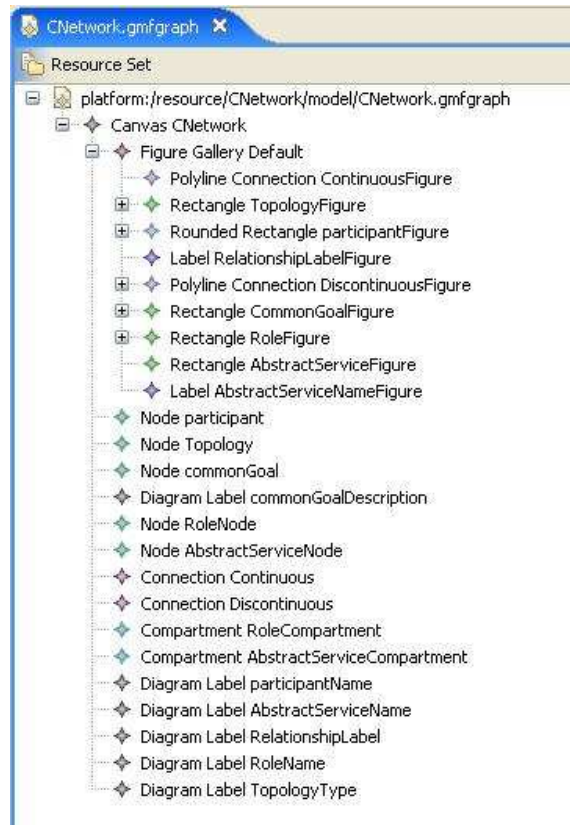 CNetwork.gmfgraph
Resource Set
platform:/resource/CNetwork/model/CNetwork.gmfgraph
Canvas CNetwork
Figure Gallery Default
Polyline Connection ContinuousFigure
Rectangle TopologyFigure
Rounded Rectangle participantFigure
Label RelationshipLabelFigure
Polyline Connection DiscontinuousFigure
Rectangle CommonGoalFigure
Rectangle RoleFigure
Rectangle AbstractServiceFigure
Label AbstractServiceNameFigure
Node participant
Node Topology
Node commonGoal
Diagram Label commonGoalDescription
Node RoleNode
Node AbstractServiceNode
Connection Continuous
Connection Discontinuous
Compartment RoleCompartment
Compartment AbstractServiceCompartment
Diagram Label participantName
Diagram Label AbstractServiceName
Diagram Label RelationshipLabel
Diagram Label RoleName
Diagram Label TopologyType